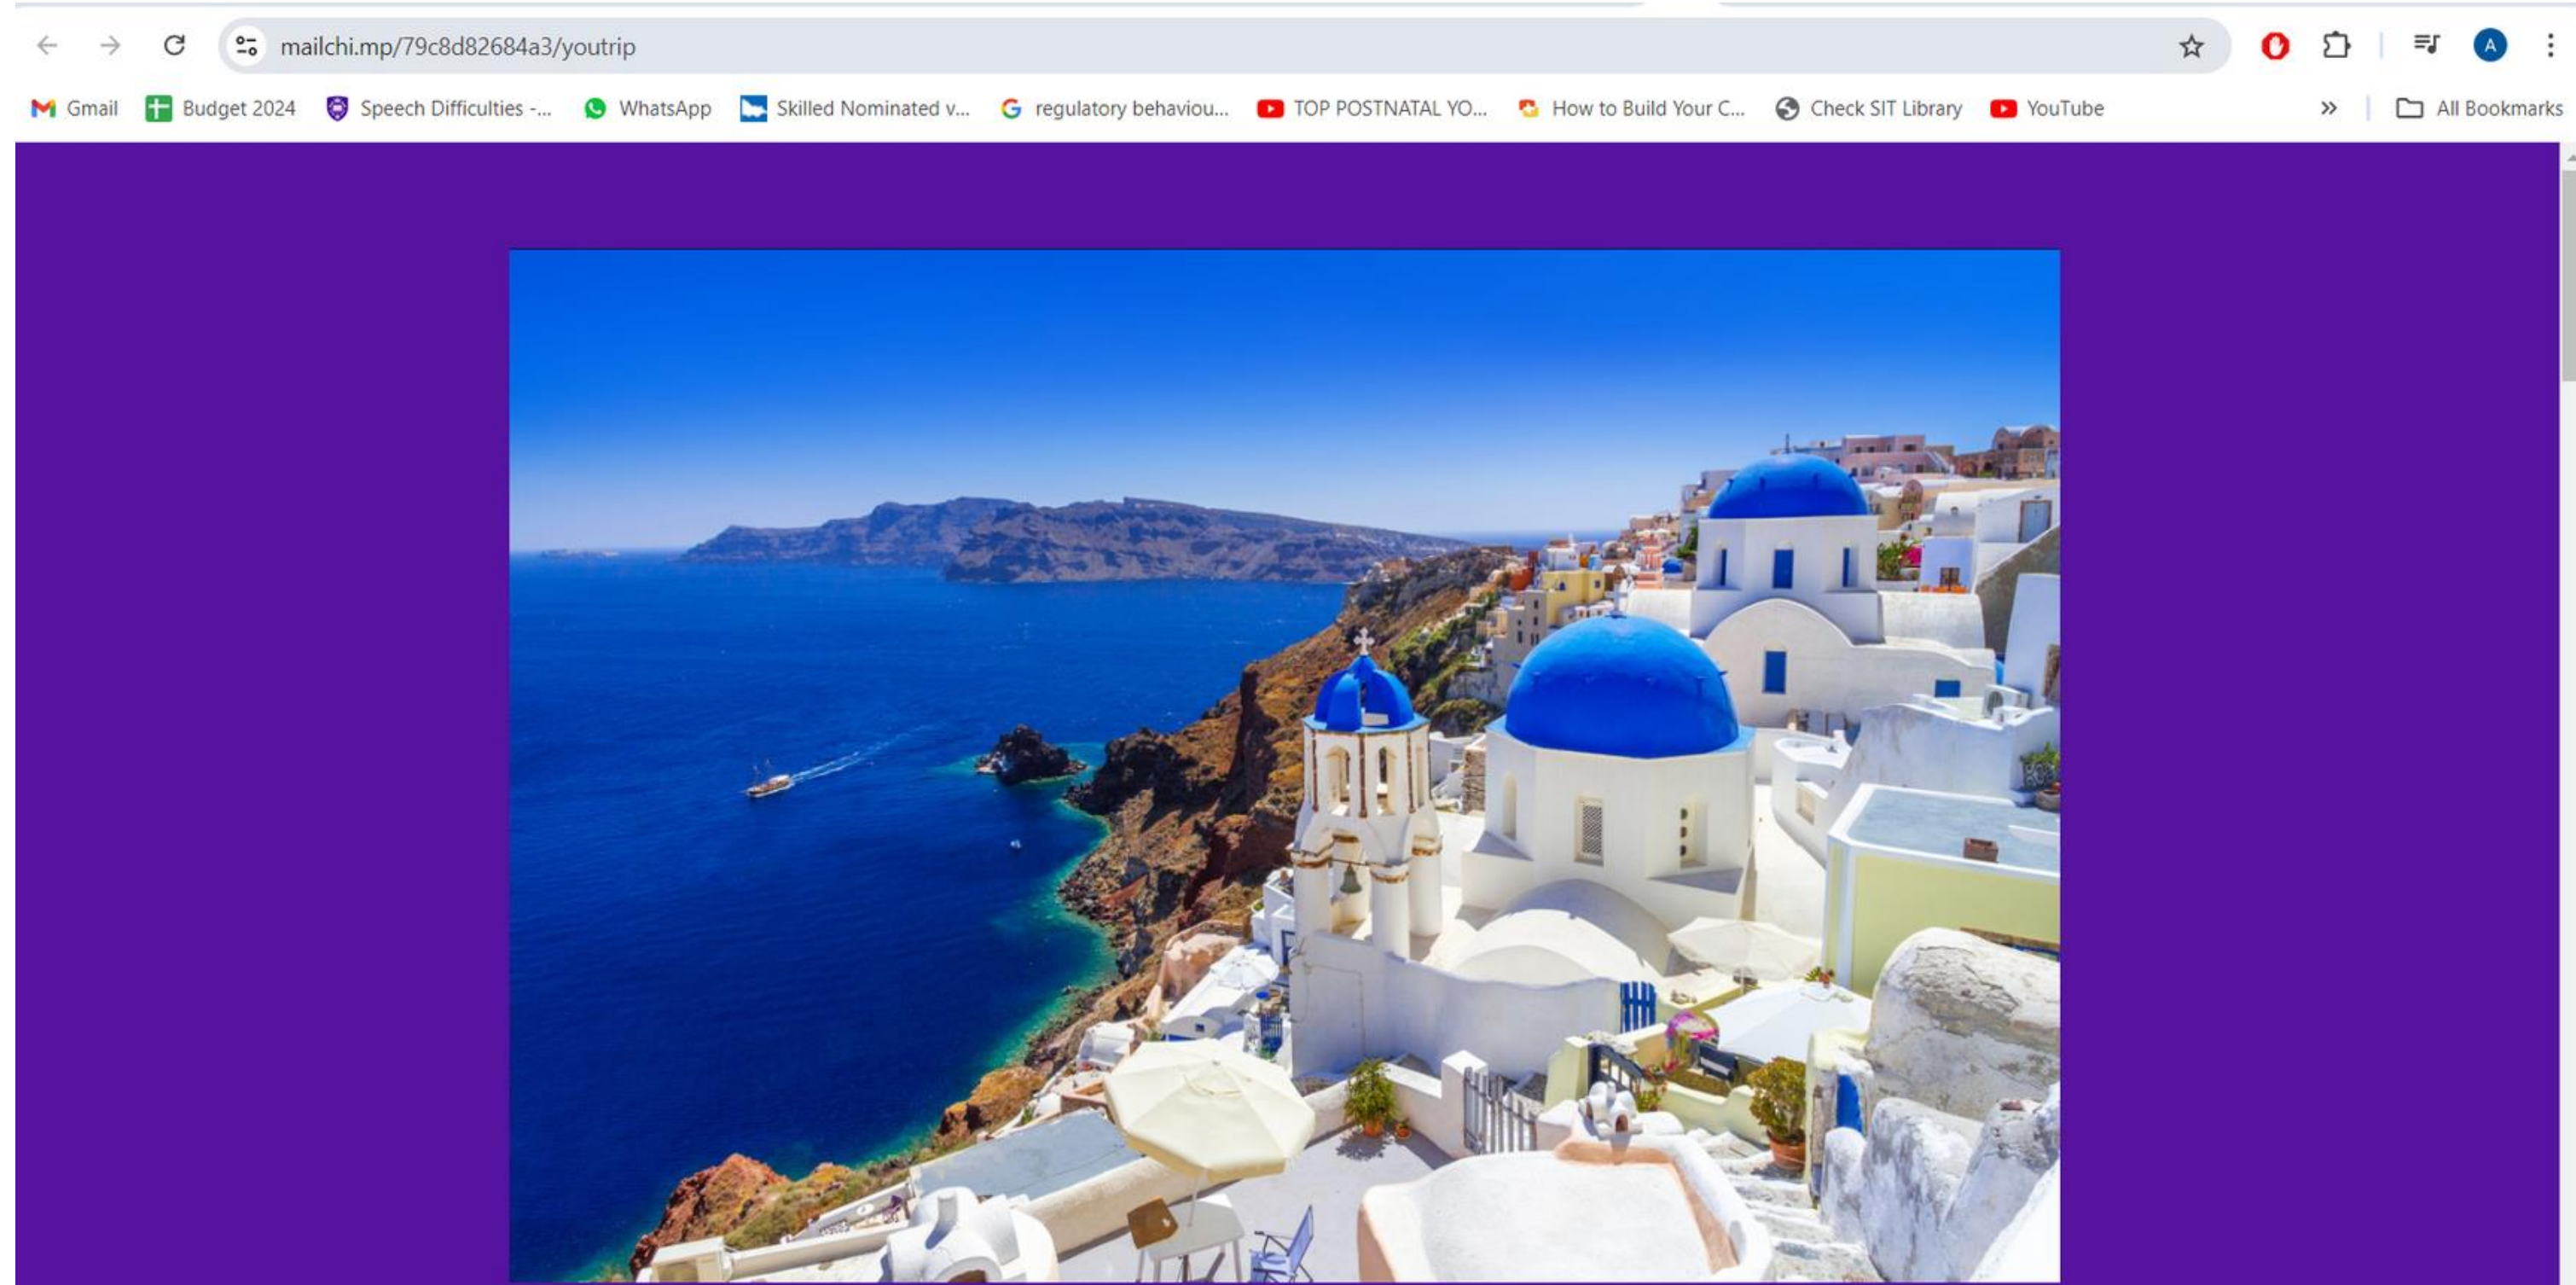 mailchi.mp/79c8d82684a3/youtrip
A
Gmail Budget 2024 Speech Difficulties -... WhatsApp Skilled Nominated v... regulatory behaviou... TOP POSTNATAL YO... How to Build Your C... Check SIT Library YouTube » All Bookmarks